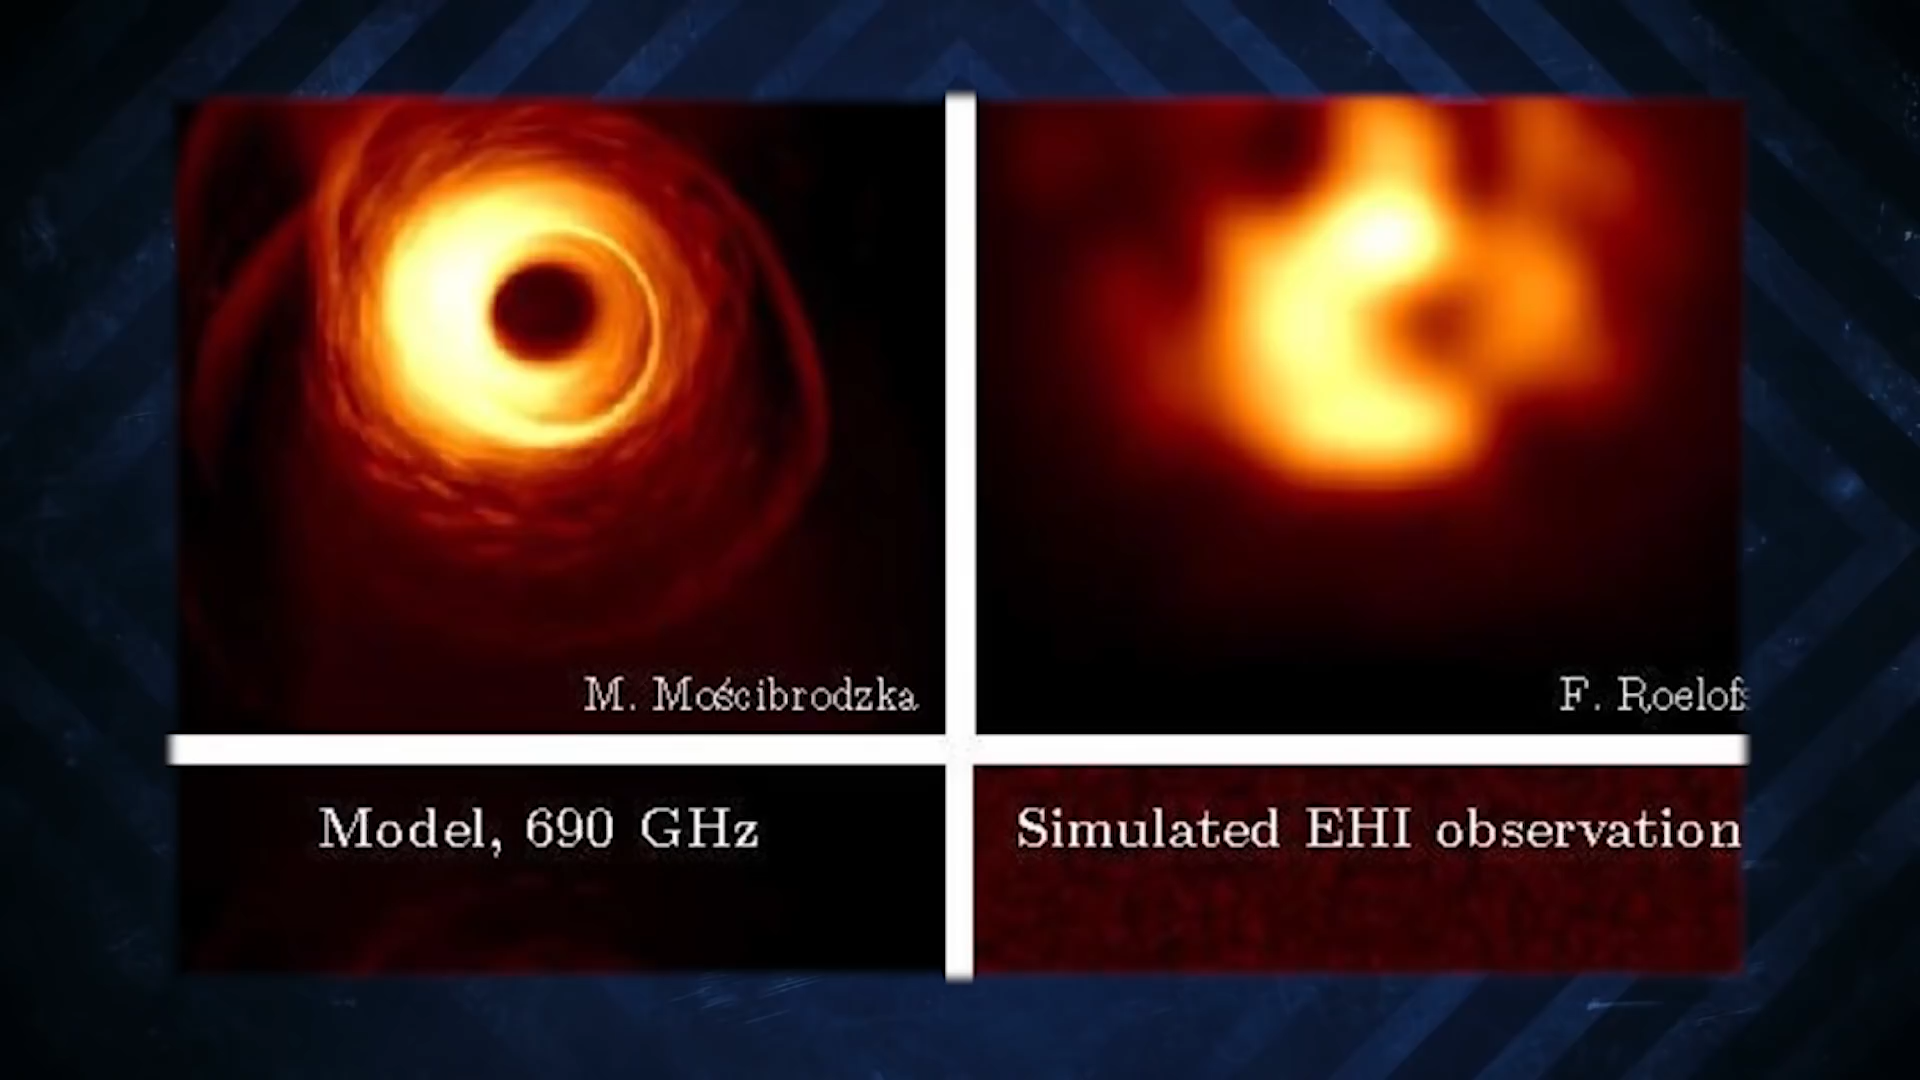 M. Mościbrodzka
F. Roelofs
Model, 690 GHz
Simulated EHI observation